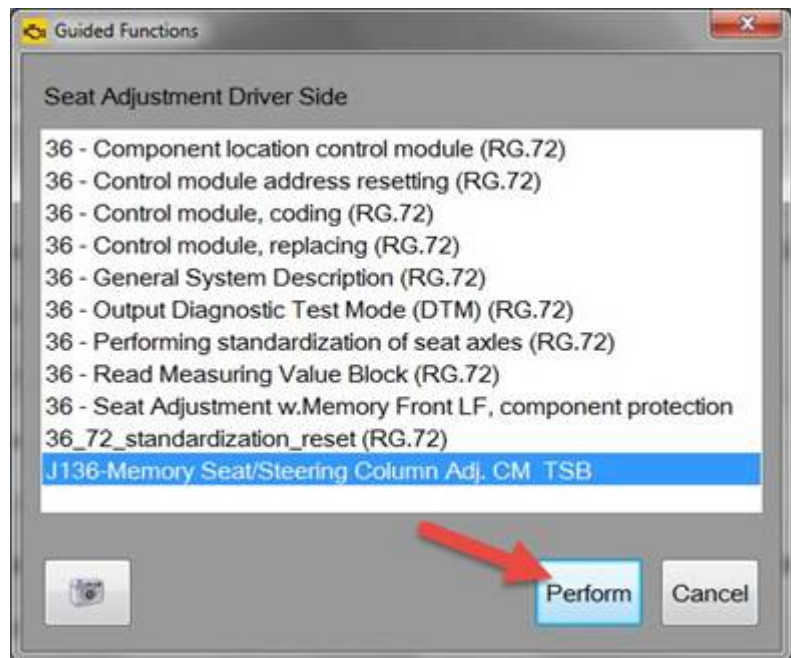 Guided Functions
Seat Adjustment Driver Side
36 - Component location control module (RG.72)
36 - Control module address resetting (RG.72)
36 - Control module, coding (RG.72)
36 - Control module, replacing (RG.72)
36 - General System Description (RG.72)
36 - Output Diagnostic Test Mode (DTM) (RG.72)
36 - Performing standardization of seat axles (RG.72)
36 - Read Measuring Value Block (RG.72)
36 - Seat Adjustment w.Memory Front LF, component protection
36_72_standardization_reset (RG.72)
J136-Memory Seat/Steering Column Adj. CM  TSB
Perform
Cancel